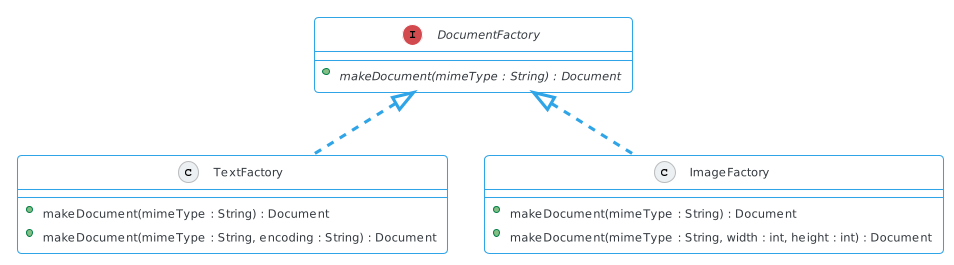 I DocumentFactory
makeDocument(mimeType : String) : Document
C TextFactory
makeDocument(mimeType : String) : Document
makeDocument(mimeType : String, encoding : String) : Document
C ImageFactory
makeDocument(mimeType : String) : Document
makeDocument(mimeType : String, width : int, height : int) : Document